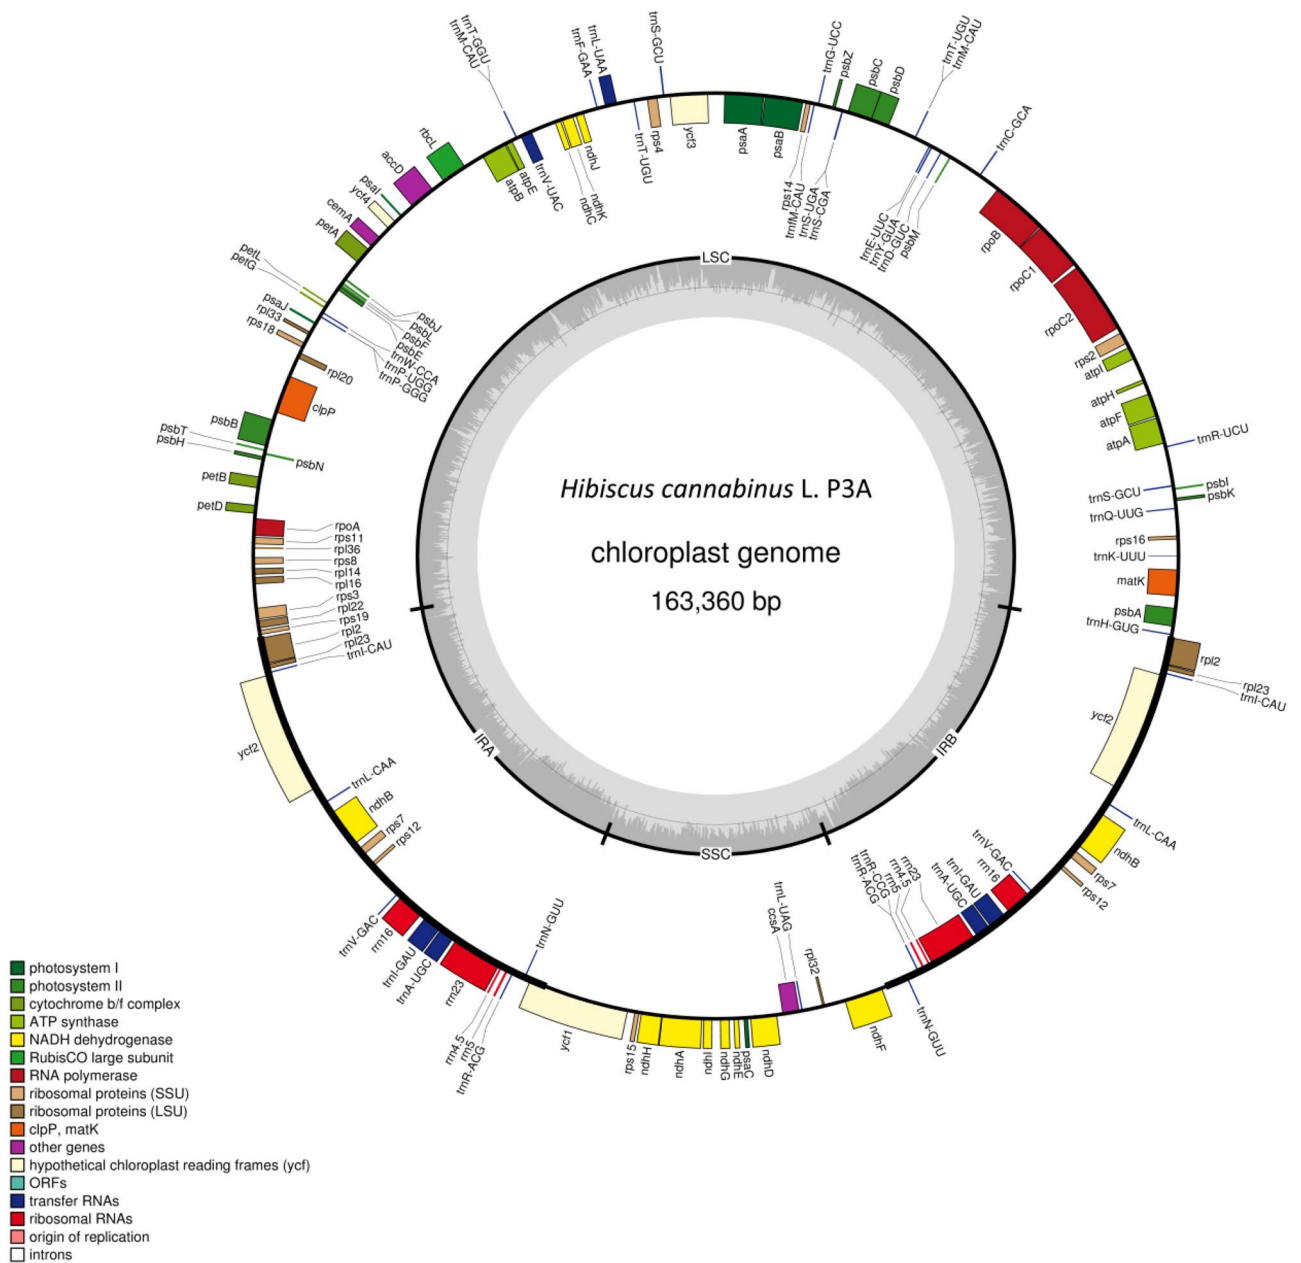 Hibiscus cannabinus L. P3A
chloroplast genome
163,360 bp
LSC
IRB
SSC
IRA
trnT-GGU
trnM-CAU
trnF-GAA
trnL-UAA
trnS-GCU
trnG-UCC
psbZ
psbC
psbD
trnT-UGU
trnM-CAU
trnC-GCA
rbcL
accD
psaI
ycf4
cemA
petA
petL
petG
psaJ
rpl33
rps18
rpl20
clpP
psbB
psbT
psbH
psbN
petB
petD
atpB
atpE
trnV-UAC
ndhC
ndhK
ndhJ
trnT-UGU
rps4
ycf3
psaA
psaB
rps14
trnfM-CAU
trnS-UGA
trnS-CGA
trnE-UUC
trnY-GUA
trnD-GUC
psbM
rpoB
rpoC1
rpoC2
rps2
atpI
atpH
atpF
atpA
trnR-UCU
trnS-GCU
psbI
psbK
trnQ-UUG
rps16
trnK-UUU
matK
psbA
trnH-GUG
rpl2
rpl23
trnI-CAU
ycf2
trnL-CAA
ndhB
rps7
rps12
trnV-GAC
rrn16
trnI-GAU
trnA-UGC
rrn23
rrn4.5
rrn5
trnR-CCG
trnR-ACG
trnN-GUU
ndhF
rpl32
trnL-UAG
ccsA
ndhD
psaC
ndhE
ndhG
ndhI
ndhA
ndhH
rps15
ycf1
trnN-GUU
trnR-ACG
rrn5
rrn4.5
rrn23
trnA-UGC
trnI-GAU
rrn16
trnV-GAC
rps12
rps7
ndhB
trnL-CAA
ycf2
psbJ
psbL
psbF
psbE
trnW-CCA
trnP-UGG
trnP-GGG
rpoA
rps11
rpl36
rps8
rpl14
rpl16
rps3
rpl22
rps19
rpl2
rpl23
trnI-CAU
photosystem I
photosystem II
cytochrome b/f complex
ATP synthase
NADH dehydrogenase
RubisCO large subunit
RNA polymerase
ribosomal proteins (SSU)
ribosomal proteins (LSU)
clpP, matK
other genes
hypothetical chloroplast reading frames (ycf)
ORFs
transfer RNAs
ribosomal RNAs
origin of replication
introns